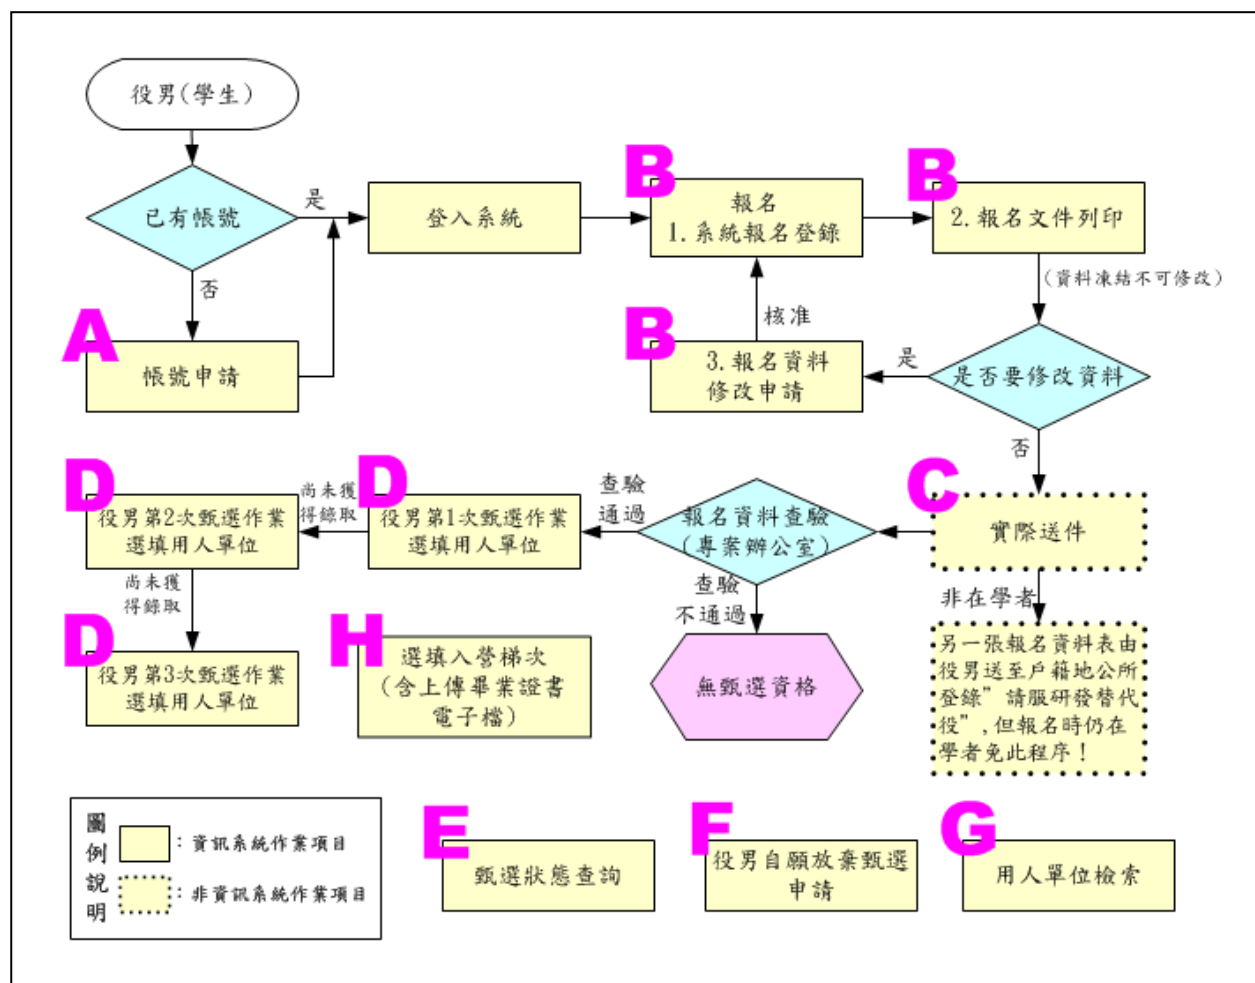 役男(學生)
已有帳號
是
登入系統
B
報名
1.系統報名登錄
B
2.報名文件列印
否
(資料凍結不可修改)
A
帳號申請
核准
B
3.報名資料
修改申請
是
是否要修改資料
否
D
役男第2次甄選作業
選填用人單位
尚未獲
得錄取
D
役男第1次甄選作業
選填用人單位
查驗
通過
報名資料查驗
(專案辦公室)
C
實際送件
尚未獲
得錄取
查驗
不通過
非在學者
D
役男第3次甄選作業
選填用人單位
H
選填入營梯次
(含上傳畢業證書
電子檔)
無甄選資格
另一張報名資料表由
役男送至戶籍地公所
登錄”請服研發替代
役”,但報名時仍在
學者免此程序!
圖例說明
:資訊系統作業項目
:非資訊系統作業項目
E
甄選狀態查詢
F
役男自願放棄甄選
申請
G
用人單位檢索